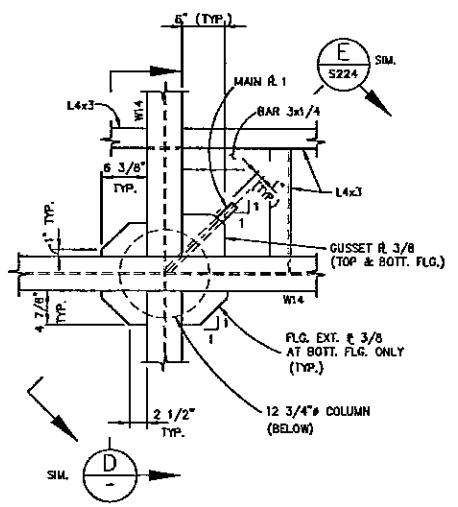 6" (TYP.)
E
S224
SIM.
MAIN PL 1
BAR 3x1/4
L4x3
W14
6 3/8"
TYP.
1"
TYP.
1"
(TYP.)
L4x3
1
1
GUSSET PL 3/8
(TOP & BOTT. FLG.)
W14
4 7/8"
TYP.
1
1
FLG. EXT. PL 3/8
AT BOTT. FLG ONLY
(TYP.)
2 1/2"
TYP.
12 3/4"ø COLUMN
(BELOW)
SIM.
D
-